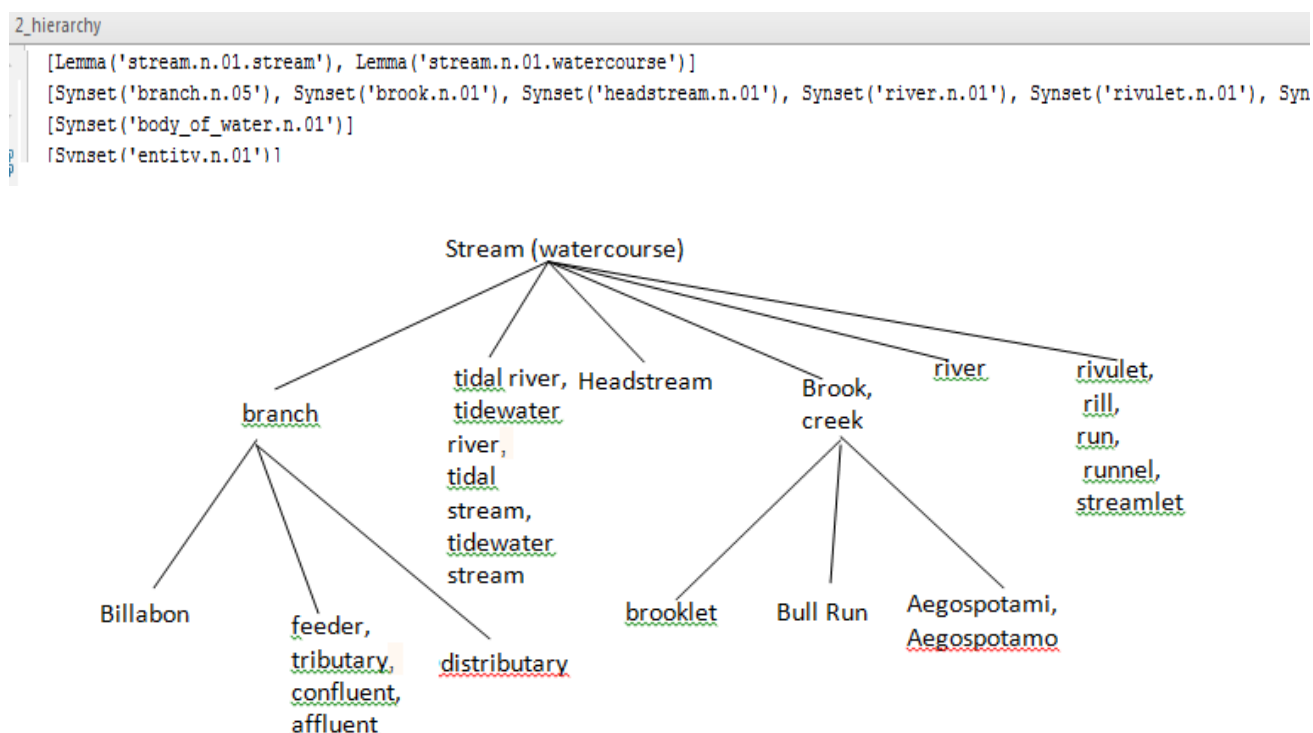 2_hierarchy
[Lemma('stream.n.01.stream'), Lemma('stream.n.01.watercourse')]
[Synset('branch.n.05'), Synset('brook.n.01'), Synset('headstream.n.01'), Synset('river.n.01'), Synset('rivulet.n.01'), Syn
[Synset('body_of_water.n.01')]
[Synset('entity.n.01')]
Stream (watercourse)
branch
tidal river,
tidewater
river,
tidal
stream,
tidewater
stream
Headstream
Brook,
creek
river
rivulet,
rill,
run,
runnel,
streamlet
Billabon
feeder,
tributary,
confluent,
affluent
distributary
brooklet
Bull Run
Aegospotami,
Aegospotamo